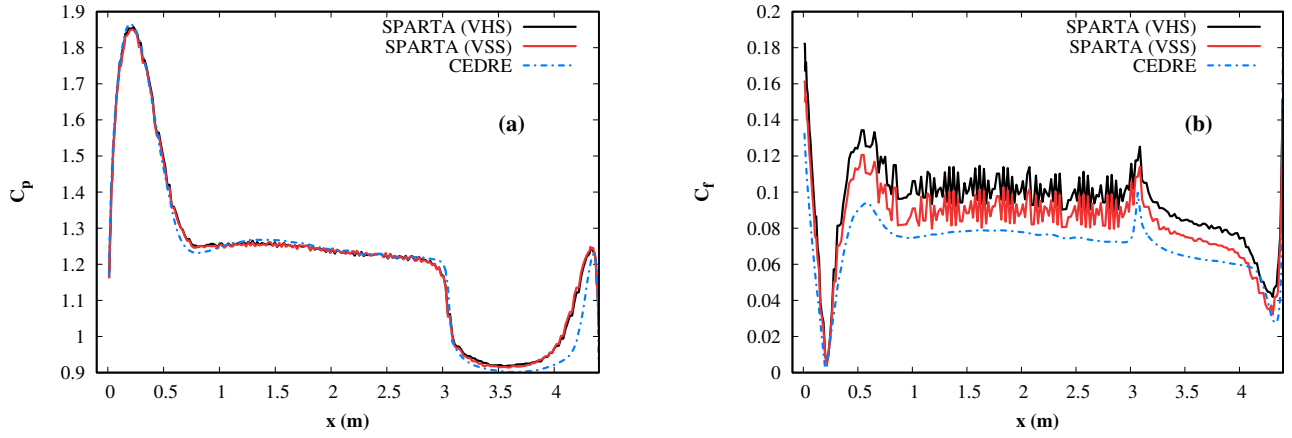 1.9
1.8
1.7
1.6
1.5
1.4
1.3
1.2
1.1
1
0.9
0 0.5 1 1.5 2 2.5 3 3.5 4
C_p
x (m)
SPARTA (VHS)
SPARTA (VSS)
CEDRE
(a)
0.2
0.18
0.16
0.14
0.12
0.1
0.08
0.06
0.04
0.02
0
0 0.5 1 1.5 2 2.5 3 3.5 4
C_f
x (m)
SPARTA (VHS)
SPARTA (VSS)
CEDRE
(b)